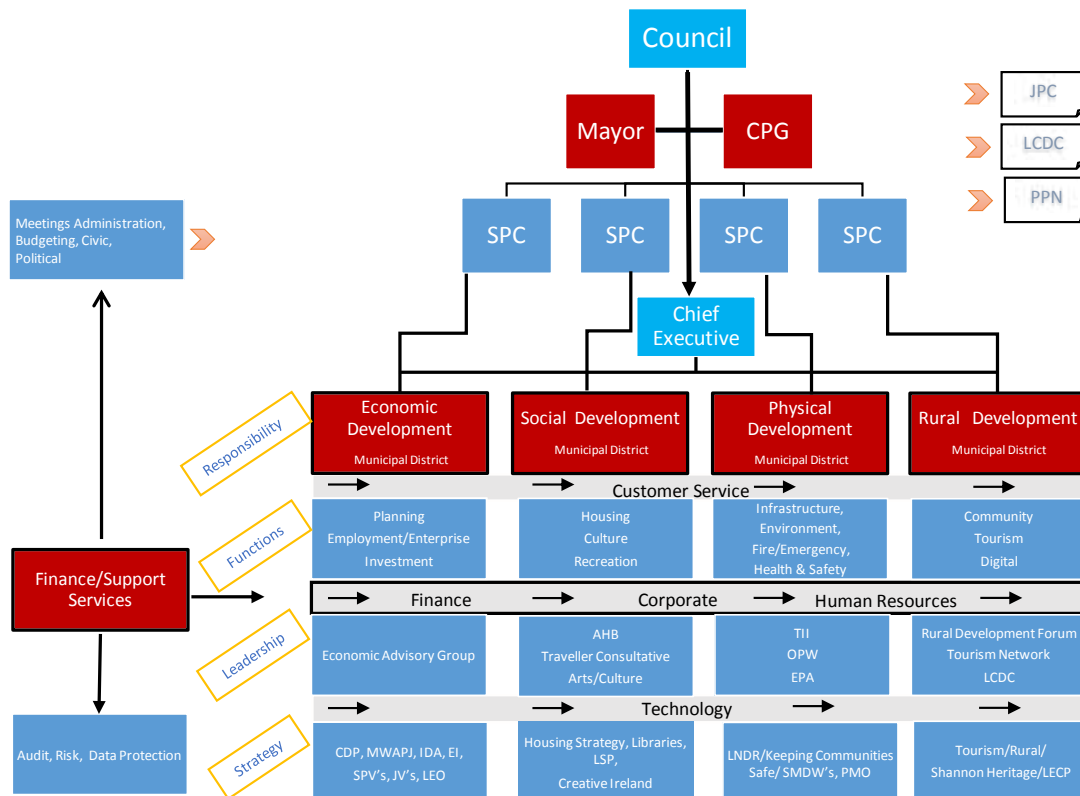 Council
Mayor
CPG
JPC
LCDC
PPN
Meetings Administration,
Budgeting, Civic,
Political
SPC
SPC
SPC
SPC
Chief
Executive
Responsibility
Economic
Development
Municipal District
Social Development
Municipal District
Physical
Development
Municipal District
Rural Development
Municipal District
Customer Service
Functions
Planning
Employment/Enterprise
Investment
Housing
Culture
Recreation
Infrastructure,
Environment,
Fire/Emergency,
Health & Safety
Community
Tourism
Digital
Finance/Support
Services
Finance
Corporate
Human Resources
Leadership
Economic Advisory Group
AHB
Traveller Consultative
Arts/Culture
TII
OPW
EPA
Rural Development Forum
Tourism Network
LCDC
Technology
Audit, Risk, Data Protection
Strategy
CDP, MWAPJ, IDA, EI,
SPV's, JV's, LEO
Housing Strategy, Libraries,
LSP,
Creative Ireland
LNDR/Keeping Communities
Safe/ SMDW's, PMO
Tourism/Rural/
Shannon Heritage/LECP